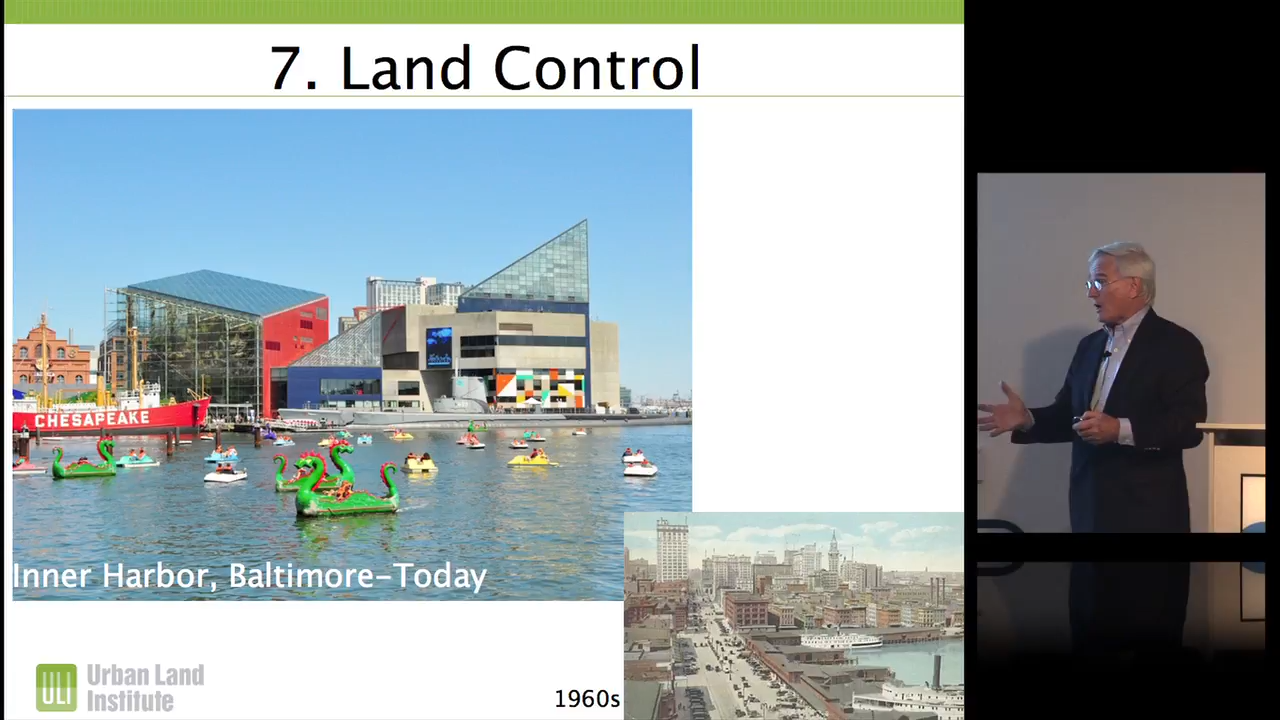 7. Land Control
CHESAPEAKE
Inner Harbor, Baltimore-Today
ULI
Urban Land
Institute
1960s